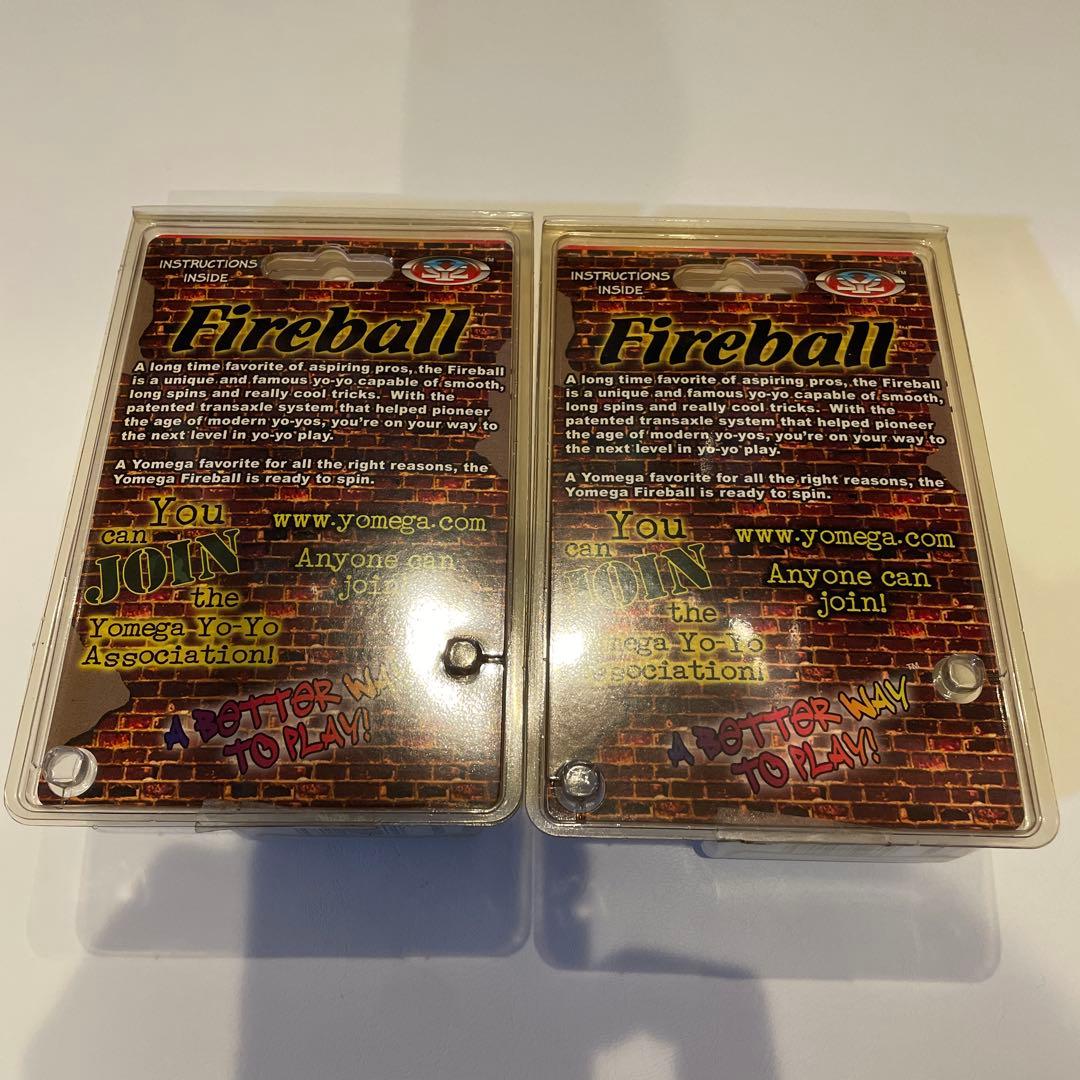 INSTRUCTIONS
INSIDE
TM
Fireball
A long time favorite of aspiring pros, the Fireball
is a unique and famous yo-yo capable of smooth,
long spins and really cool tricks. With the
patented transaxle system that helped pioneer
the age of modern yo-yos, you're on your way to
the next level in yo-yo play.
A Yomega favorite for all the right reasons, the
Yomega Fireball is ready to spin.
You
can
JOIN
the
Yomega Yo-Yo
Association!
www.yomega.com
Anyone can
join!
A BETTER WAY
TO PLAY!
INSTRUCTIONS
INSIDE
TM
Fireball
A long time favorite of aspiring pros, the Fireball
is a unique and famous yo-yo capable of smooth,
long spins and really cool tricks. With the
patented transaxle system that helped pioneer
the age of modern yo-yos, you're on your way to
the next level in yo-yo play.
A Yomega favorite for all the right reasons, the
Yomega Fireball is ready to spin.
You
can
JOIN
the
Yomega Yo-Yo
Association!
www.yomega.com
Anyone can
join!
A BETTER WAY TM
TO PLAY!